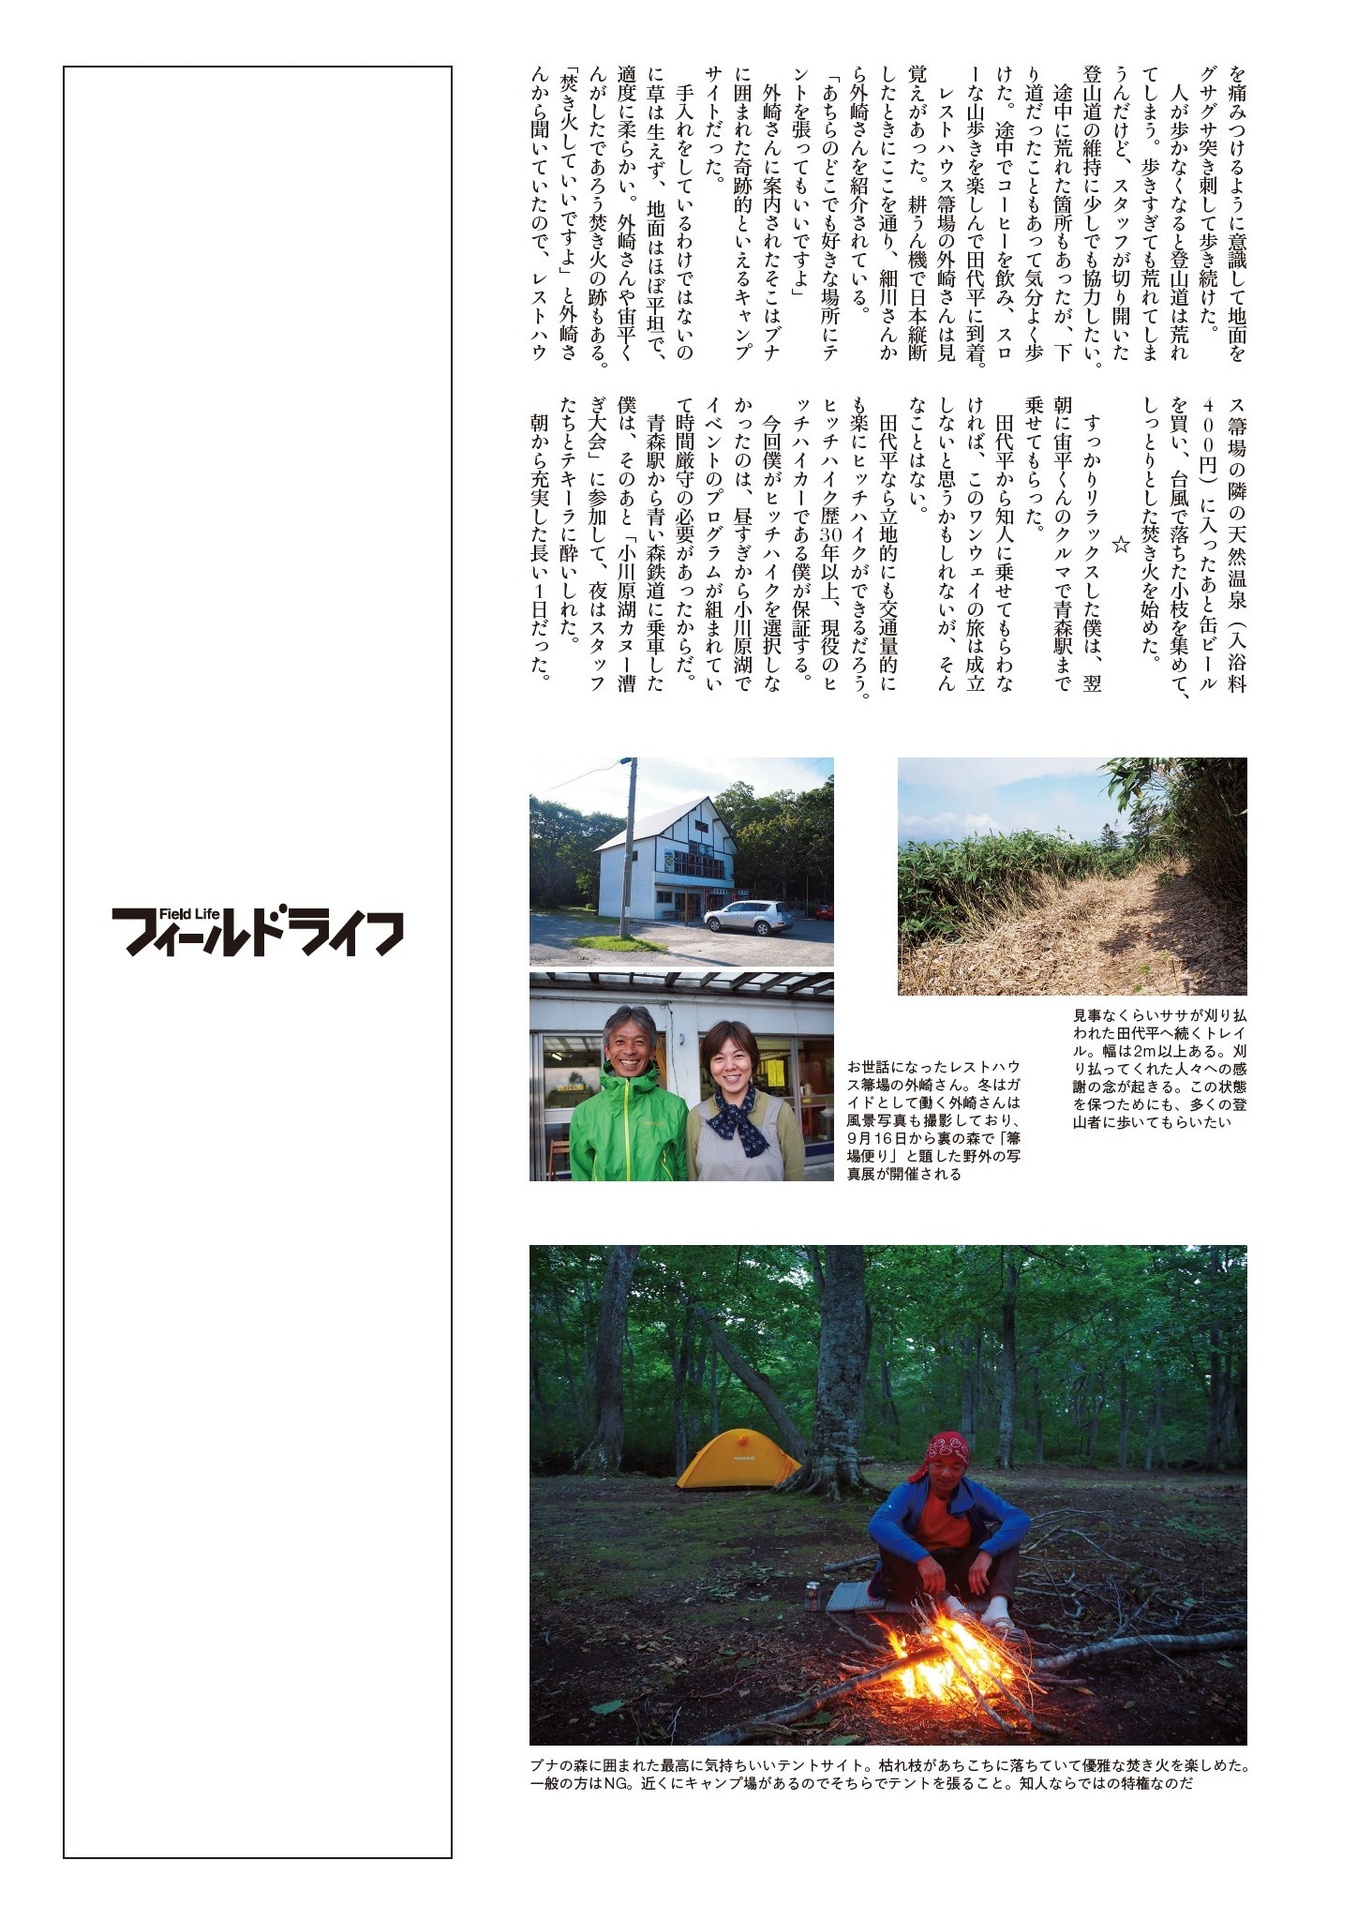 を痛みつけるように意識して地面を
グサグサ突き刺して歩き続けた。
人が歩かなくなると登山道は荒れ
てしまう。歩きすぎても荒れてしま
うんだけど、スタッフが切り開いた
登山道の維持に少しでも協力したい。
途中に荒れた箇所もあったが、下
り道だったこともあって気分よく歩
けた。途中でコーヒーを飲み、スロ
ーな山歩きを楽しんで田代平に到着。
レストハウス箒場の外崎さんは見
覚えがあった。耕うん機で日本縦断
したときにここを通り、細川さんか
ら外崎さんを紹介されている。
「あちらのどこでも好きな場所にテ
ントを張ってもいいですよ」
外崎さんに案内されたそこはブナ
に囲まれた奇跡的といえるキャンプ
サイトだった。
手入れをしているわけではないの
に草は生えず、地面はほぼ平坦で、
適度に柔らかい。外崎さんや宙平く
んがしたであろう焚き火の跡もある。
「焚き火していいですよ」と外崎さ
んから聞いていたので、レストハウ
ス箒場の隣の天然温泉（入浴料
400円）に入ったあと缶ビール
を買い、台風で落ちた小枝を集めて、
しっとりとした焚き火を始めた。
☆
すっかりリラックスした僕は、翌
朝に宙平くんのクルマで青森駅まで
乗せてもらった。
田代平から知人に乗せてもらわな
ければ、このワンウェイの旅は成立
しないと思うかもしれないが、そん
なことはない。
田代平なら立地的にも交通量的に
も楽にヒッチハイクができるだろう。
ヒッチハイク歴30年以上、現役のヒ
ッチハイカーである僕が保証する。
今回僕がヒッチハイクを選択しな
かったのは、昼すぎから小川原湖で
イベントのプログラムが組まれてい
て時間厳守の必要があったからだ。
青森駅から青い森鉄道に乗車した
僕は、そのあと「小川原湖カヌー漕
ぎ大会」に参加して、夜はスタッフ
たちとテキーラに酔いしれた。
朝から充実した長い1日だった。
見事なくらいササが刈り払
われた田代平へ続くトレイ
ル。幅は2m以上ある。刈
り払ってくれた人々への感
謝の念が起きる。この状態
を保つためにも、多くの登
山者に歩いてもらいたい
お世話になったレストハウ
ス箒場の外崎さん。冬はガ
イドとして働く外崎さんは
風景写真も撮影しており、
9月16日から裏の森で「箒
場便り」と題した野外の写
真展が開催される
ブナの森に囲まれた最高に気持ちいいテントサイト。枯れ枝があちこちに落ちていて優雅な焚き火を楽しめた。
一般の方はNG。近くにキャンプ場があるのでそちらでテントを張ること。知人ならではの特権なのだ
Field Life
フィールドライフ